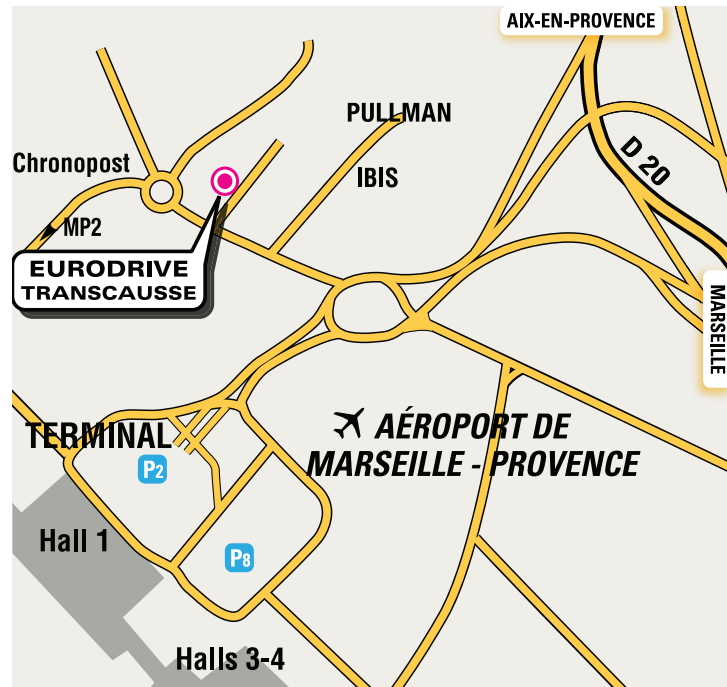 AIX-EN-PROVENCE
PULLMAN
D 20
Chronopost
IBIS
MP2
EURODRIVE
TRANSCAUSSE
MARSEILLE
TERMINAL
AÉROPORT DE
MARSEILLE - PROVENCE
P2
Hall 1
P8
Halls 3-4